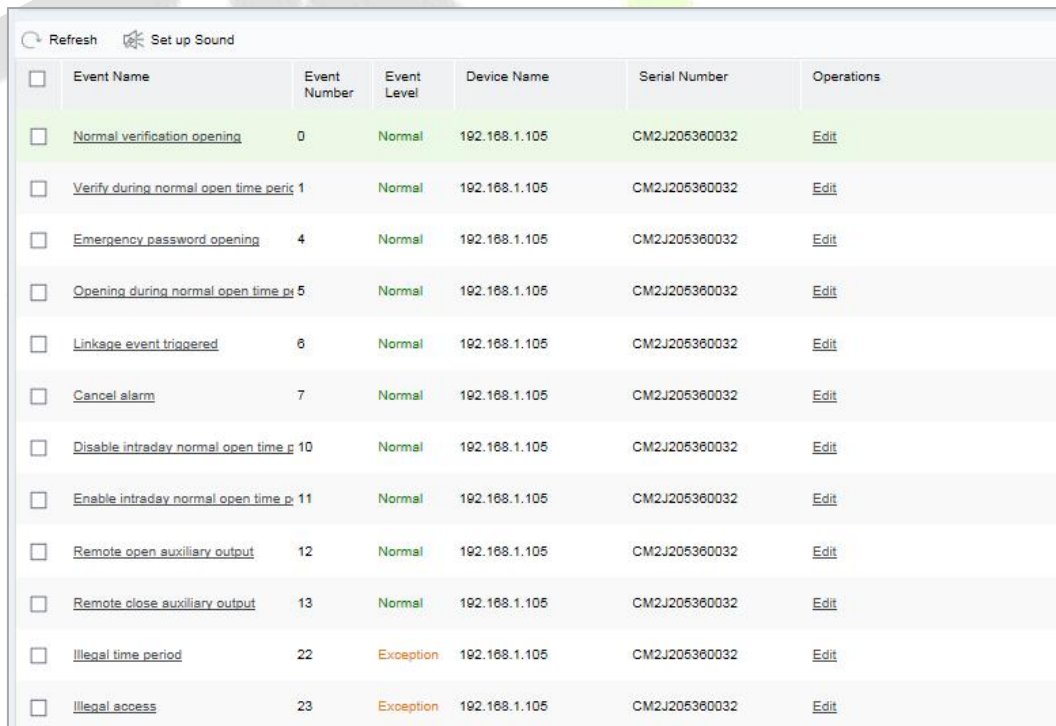 Refresh Set up Sound
Event Name Event Number Event Level Device Name Serial Number Operations
Normal verification opening 0 Normal 192.168.1.105 CM2J205360032 Edit
Verify during normal open time peric 1 Normal 192.168.1.105 CM2J205360032 Edit
Emergency password opening 4 Normal 192.168.1.105 CM2J205360032 Edit
Opening during normal open time pe 5 Normal 192.168.1.105 CM2J205360032 Edit
Linkage event triggered 6 Normal 192.168.1.105 CM2J205360032 Edit
Cancel alarm 7 Normal 192.168.1.105 CM2J205360032 Edit
Disable intraday normal open time p 10 Normal 192.168.1.105 CM2J205360032 Edit
Enable intraday normal open time p 11 Normal 192.168.1.105 CM2J205360032 Edit
Remote open auxiliary output 12 Normal 192.168.1.105 CM2J205360032 Edit
Remote close auxiliary output 13 Normal 192.168.1.105 CM2J205360032 Edit
Illegal time period 22 Exception 192.168.1.105 CM2J205360032 Edit
Illegal access 23 Exception 192.168.1.105 CM2J205360032 Edit